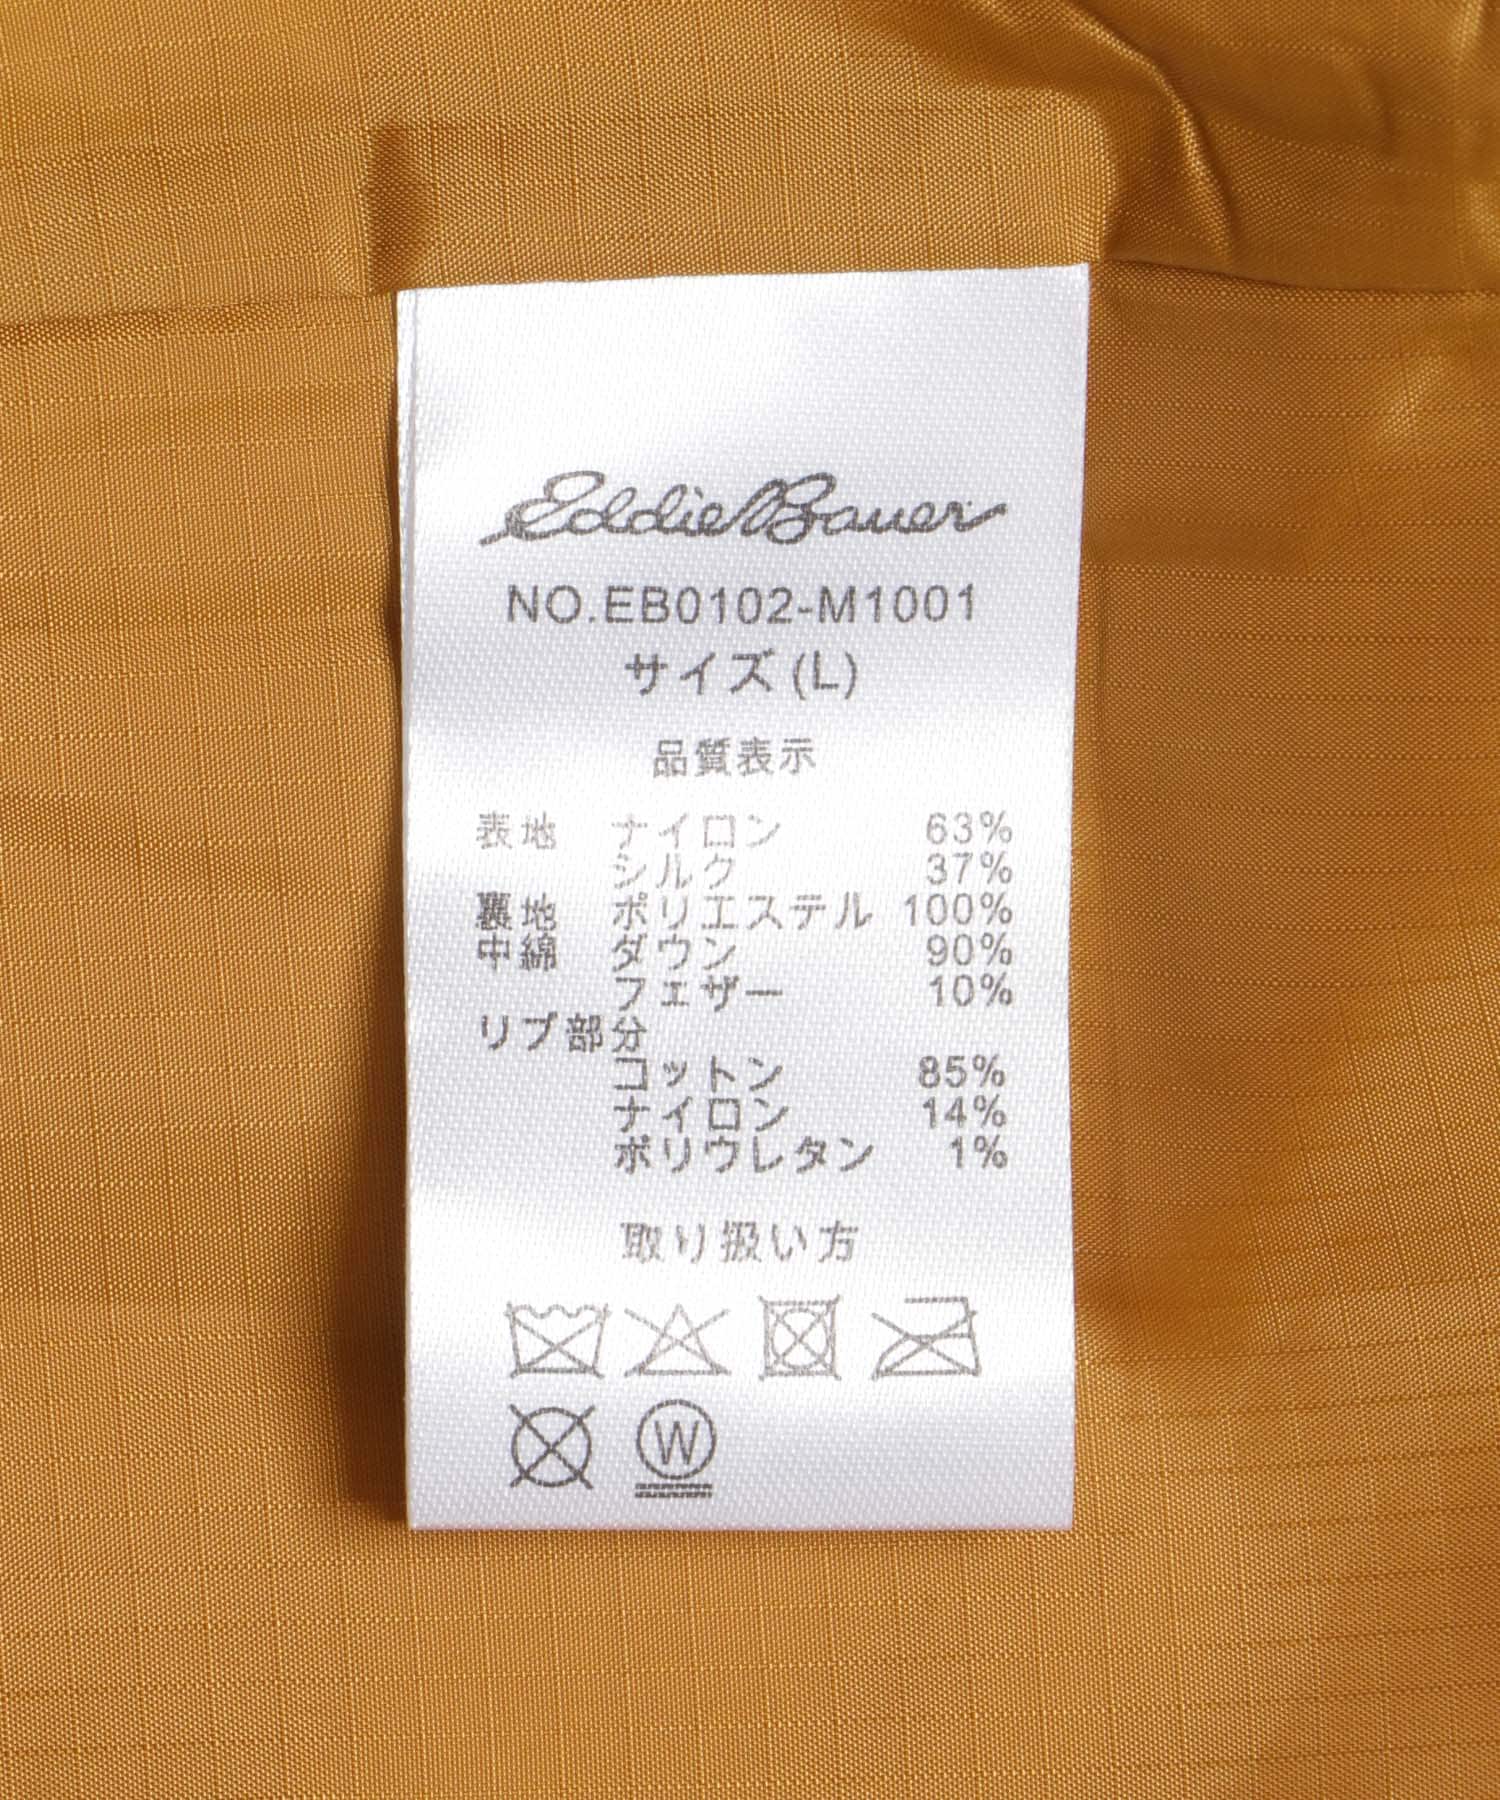 Eddie Bauer
NO.EB0102-M1001
サイズ (L)
品質表示
表地 ナイロン 63%
シルク 37%
裏地 ポリエステル 100%
中綿 ダウン 90%
フェザー 10%
リブ部分
コットン 85%
ナイロン 14%
ポリウレタン 1%
取り扱い方
W